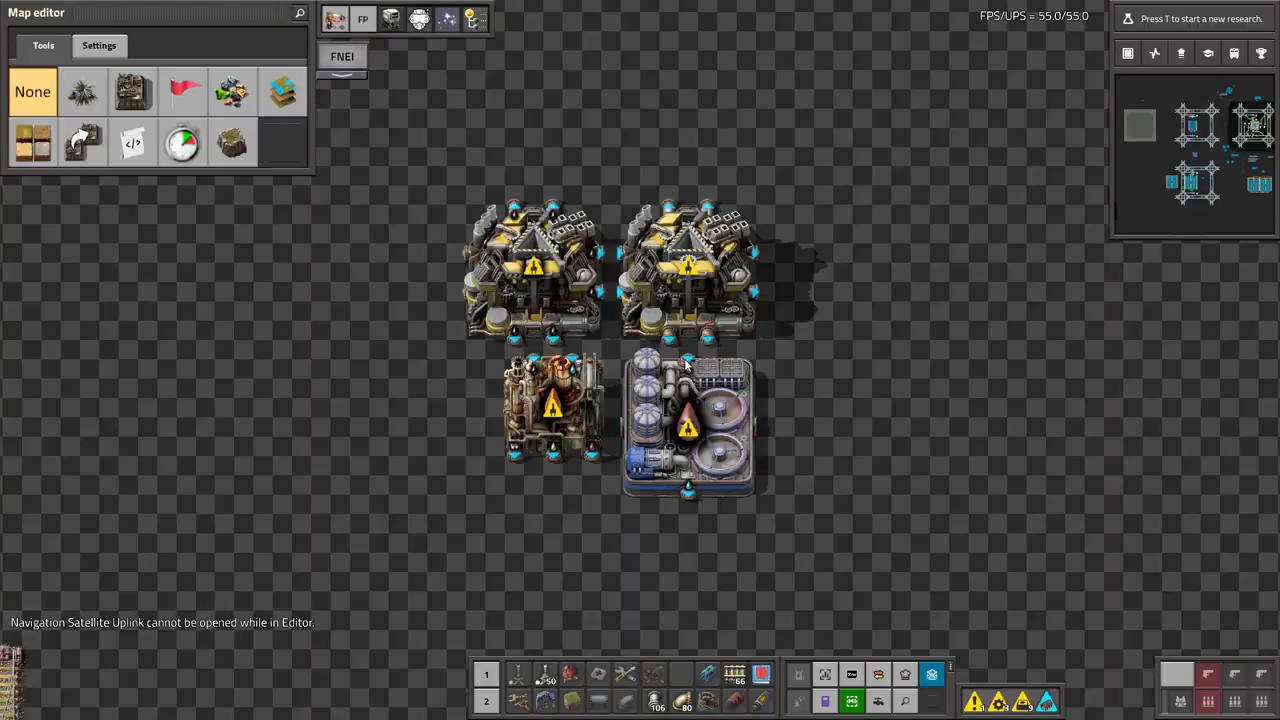 Map editor
FP
FPS/UPS = 55.0/55.0
Press T to start a new research.
Tools
Settings
FNEI
None
</>
Navigation Satellite Uplink cannot be opened while in Editor.
1
50
66
2
106
80